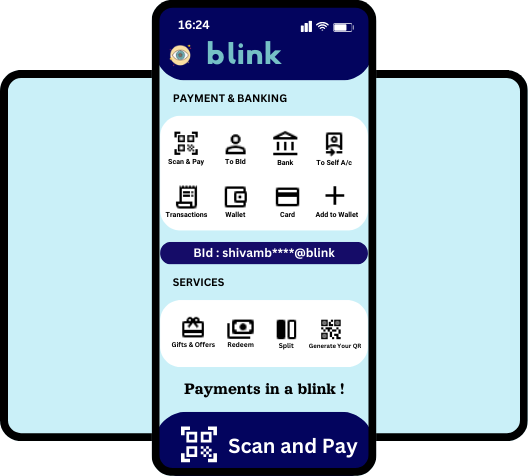 16:24
blink
PAYMENT & BANKING
Scan & Pay To BId Bank To Self A/c
Transactions Wallet Card Add to Wallet
BId : shivamb****@blink
SERVICES
Gifts & Offers Redeem Split Generate Your QR
Payments in a blink !
Scan and Pay